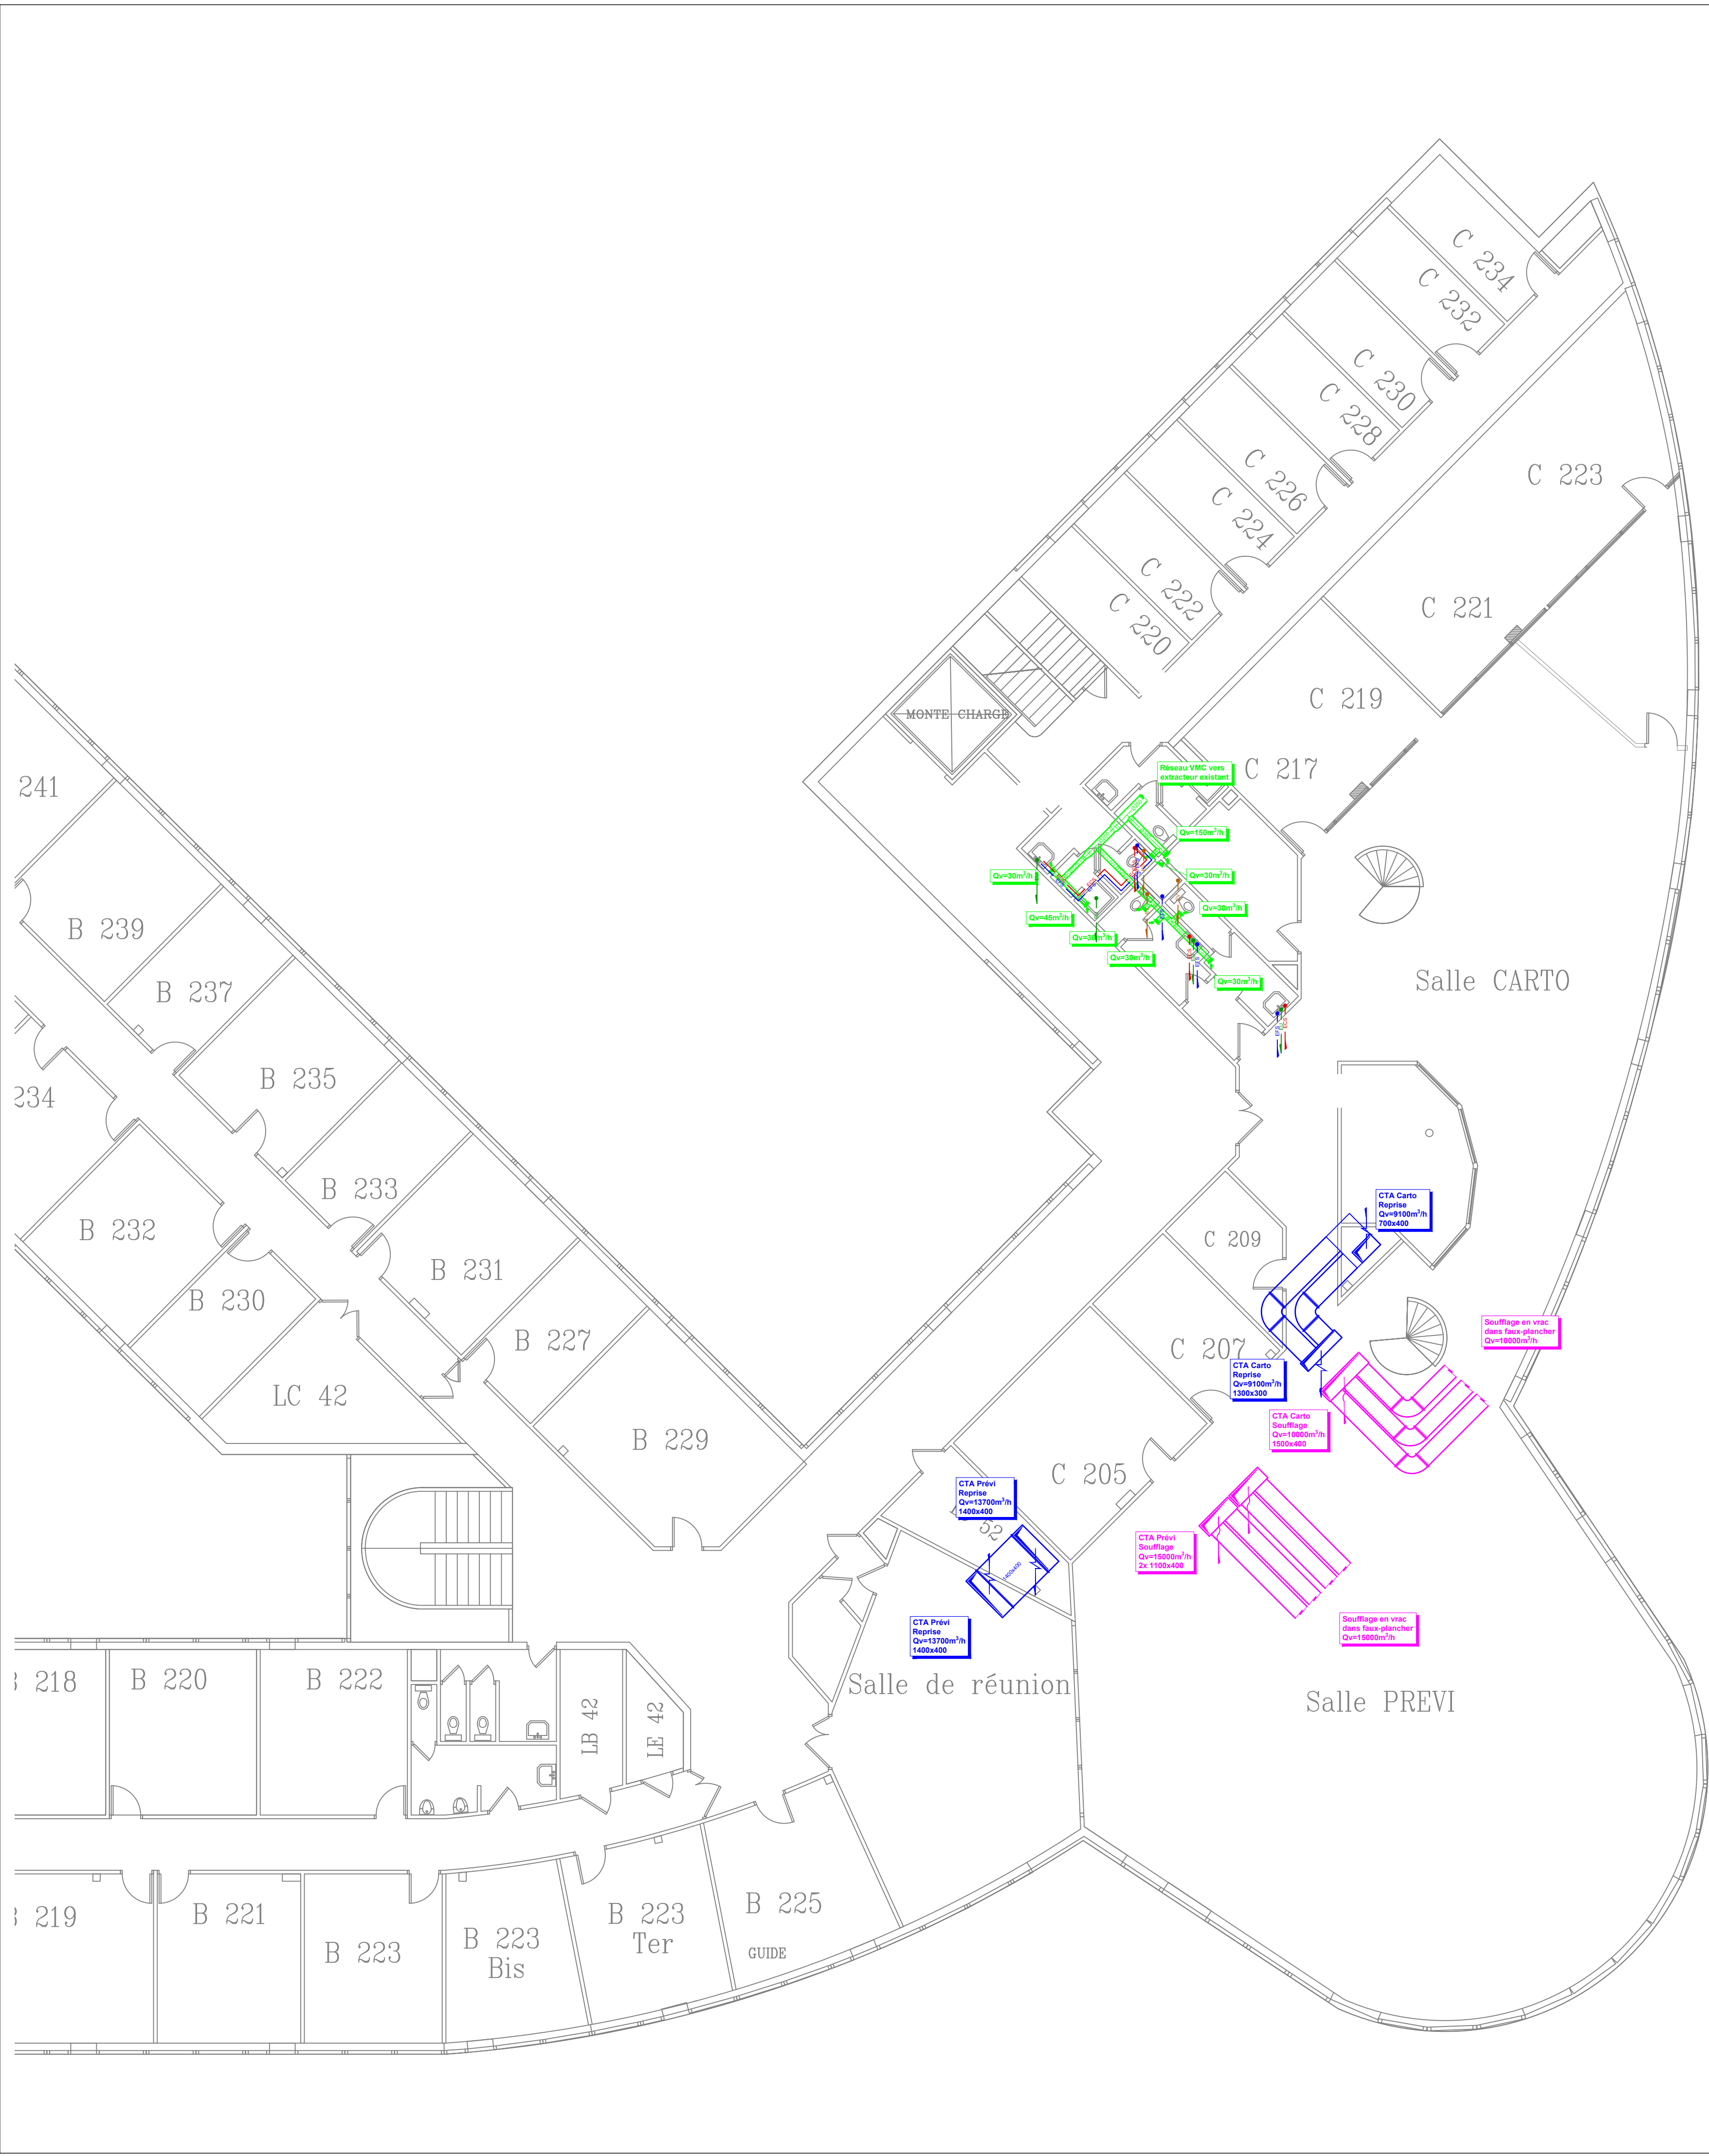 C 234
C 232
C 230
C 228
C 226
C 224
C 222
C 220
C 223
C 221
C 219
C 217
MONTE CHARGE
Réseau VMC vers
extracteur existant
Qv=150m³/h
Qv=30m³/h
Qv=30m³/h
Qv=30m³/h
Qv=45m³/h
Qv=30m³/h
Qv=30m³/h
Qv=30m³/h
EFS
ECS
Salle CARTO
241
B 239
B 237
B 235
234
B 233
B 232
B 231
B 230
B 227
LC 42
B 229
C 209
C 207
C 205
52
CTA Carto
Reprise
Qv=9100m³/h
700x400
CTA Carto
Reprise
Qv=9100m³/h
1300x300
Soufflage en vrac
dans faux-plancher
Qv=10000m³/h
CTA Carto
Soufflage
Qv=10000m³/h
1500x400
CTA Prévi
Reprise
Qv=13700m³/h
1400x400
1400x400
CTA Prévi
Soufflage
Qv=15000m³/h
2x 1100x400
CTA Prévi
Reprise
Qv=13700m³/h
1400x400
Soufflage en vrac
dans faux-plancher
Qv=15000m³/h
Salle de réunion
Salle PREVI
218
B 220
B 222
LB 42
LE 42
219
B 221
B 223
B 223
Bis
B 223
Ter
B 225
GUIDE